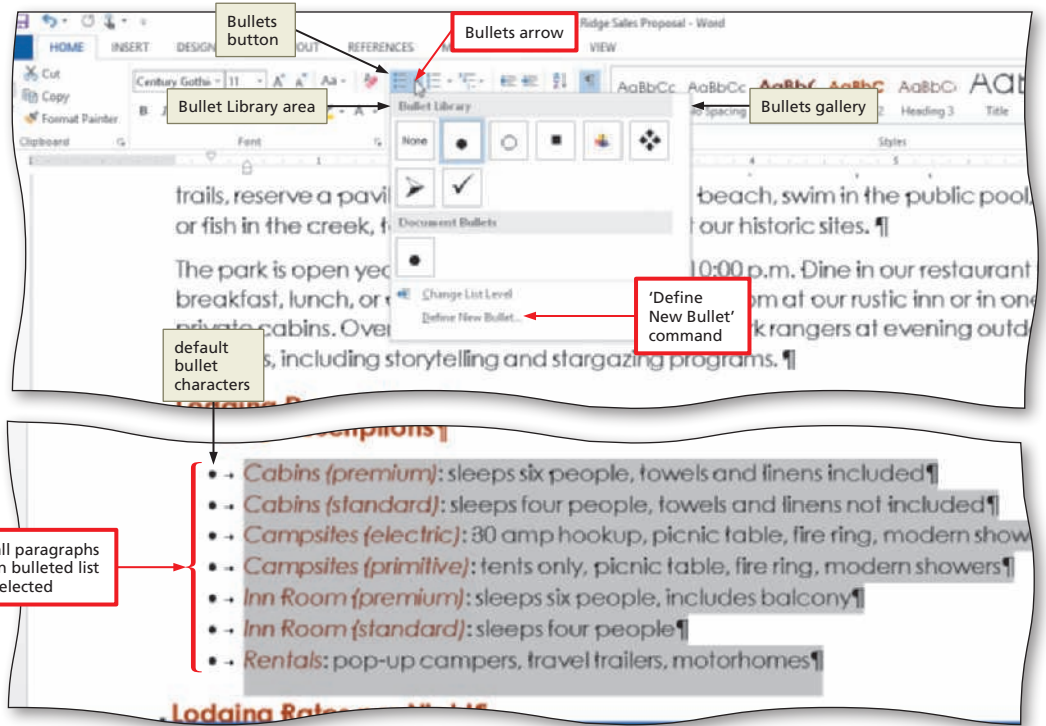 Bullets
button
Bullets arrow
Ridge Sales Proposal - Word
HOME INSERT DESIGN OUT REFERENCES VIEW
Cut
Copy
Format Painter
Clipboard
Century Gothic 11
Aa
Font
AaBbCc AaBbCc AaBbC AaBbC AaBbC
Spacing 2 Heading 3 Title
Styles
Bullet Library area
Bullets gallery
Bullet Library
None
Document Bullets
Change List Level
Define New Bullet...
'Define
New Bullet'
command
trails, reserve a pavil beach, swim in the public pool,
or fish in the creek, our historic sites. ¶
The park is open 10:00 p.m. Dine in our restaurant
breakfast, lunch, or om at our rustic inn or in one
private cabins. Over k rangers at evening outd
s, including storytelling and stargazing programs. ¶
default
bullet
characters
Lodging
criptions¶
• → Cabins (premium): sleeps six people, towels and linens included¶
• → Cabins (standard): sleeps four people, towels and linens not included¶
• → Campsites (electric): 30 amp hookup, picnic table, fire ring, modern show
• → Campsites (primitive): tents only, picnic table, fire ring, modern showers¶
• → Inn Room (premium): sleeps six people, includes balcony¶
• → Inn Room (standard): sleeps four people¶
• → Rentals: pop-up campers, travel trailers, motorhomes¶
all paragraphs
n bulleted list
elected
Lodging Rates